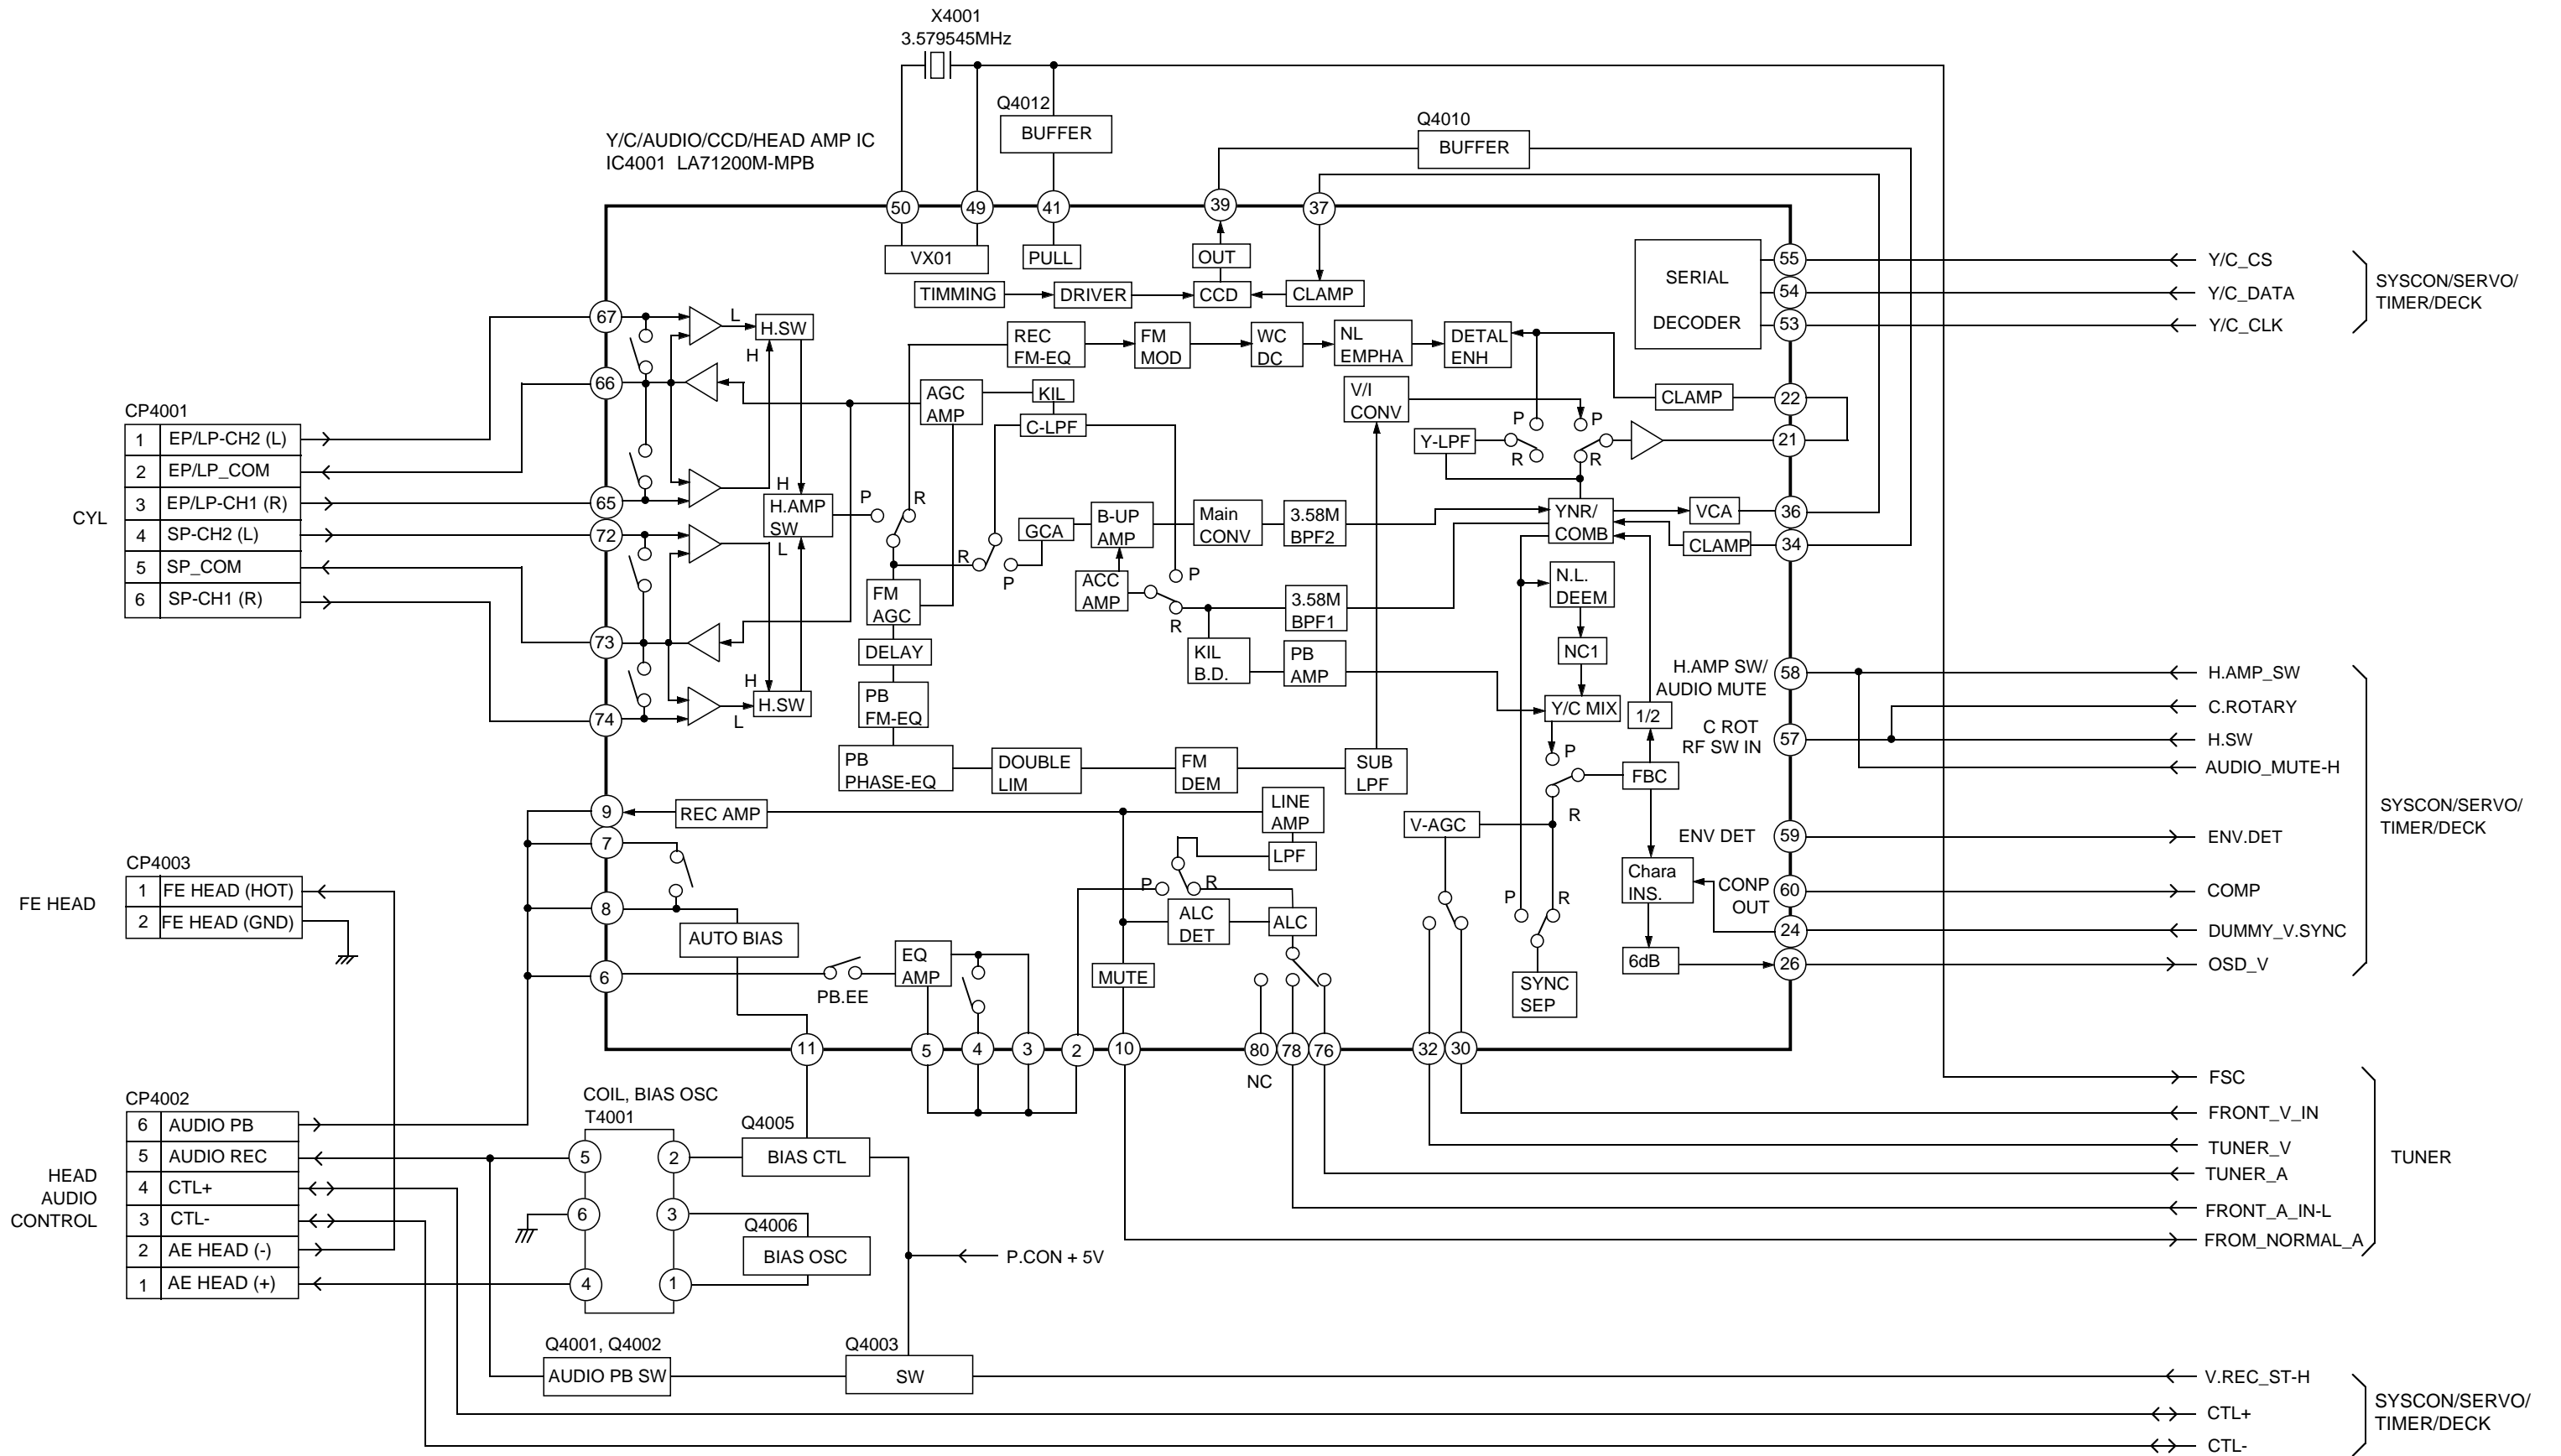 X4001
3.579545MHz
Q4012
BUFFER
Q4010
BUFFER
Y/C/AUDIO/CCD/HEAD AMP IC
IC4001 LA71200M-MPB
50
49
41
39
37
VX01
PULL
OUT
TIMMING
DRIVER
CCD
CLAMP
SERIAL
DECODER
55
54
53
Y/C_CS
Y/C_DATA
Y/C_CLK
SYSCON/SERVO/
TIMER/DECK
67
66
65
72
73
74
L
H.SW
H
H
H.AMP
SW
L
H
H.SW
L
P
R
REC
FM-EQ
FM
MOD
WC
DC
NL
EMPHA
DETAL
ENH
AGC
AMP
KIL
C-LPF
V/I
CONV
CLAMP
22
21
Y-LPF
P
R
P
R
CP4001
1 EP/LP-CH2 (L)
2 EP/LP_COM
3 EP/LP-CH1 (R)
4 SP-CH2 (L)
5 SP_COM
6 SP-CH1 (R)
CYL
GCA
B-UP
AMP
Main
CONV
3.58M
BPF2
YNR/
COMB
VCA
36
CLAMP
34
R
P
ACC
AMP
P
R
3.58M
BPF1
N.L.
DEEM
FM
AGC
DELAY
PB
FM-EQ
KIL
B.D.
PB
AMP
NC1
Y/C MIX
1/2
H.AMP SW/
AUDIO MUTE
58
C ROT
RF SW IN
57
H.AMP_SW
C.ROTARY
H.SW
AUDIO_MUTE-H
PB
PHASE-EQ
DOUBLE
LIM
FM
DEM
SUB
LPF
P
R
FBC
SYSCON/SERVO/
TIMER/DECK
9
7
8
6
REC AMP
LINE
AMP
LPF
V-AGC
ENV DET
59
ENV.DET
Chara
INS.
CONP
OUT
60
COMP
24
DUMMY_V.SYNC
6dB
26
OSD_V
CP4003
1 FE HEAD (HOT)
2 FE HEAD (GND)
FE HEAD
P
R
ALC
DET
ALC
P
R
AUTO BIAS
EQ
AMP
PB.EE
MUTE
SYNC
SEP
11
5
4
3
2
10
80
78
76
32
30
NC
FSC
FRONT_V_IN
TUNER_V
TUNER_A
FRONT_A_IN-L
FROM_NORMAL_A
TUNER
CP4002
6 AUDIO PB
5 AUDIO REC
4 CTL+
3 CTL-
2 AE HEAD (-)
1 AE HEAD (+)
HEAD
AUDIO
CONTROL
COIL, BIAS OSC
T4001
5
2
6
3
4
1
Q4005
BIAS CTL
Q4006
BIAS OSC
P.CON + 5V
Q4001, Q4002
AUDIO PB SW
Q4003
SW
V.REC_ST-H
CTL+
CTL-
SYSCON/SERVO/
TIMER/DECK